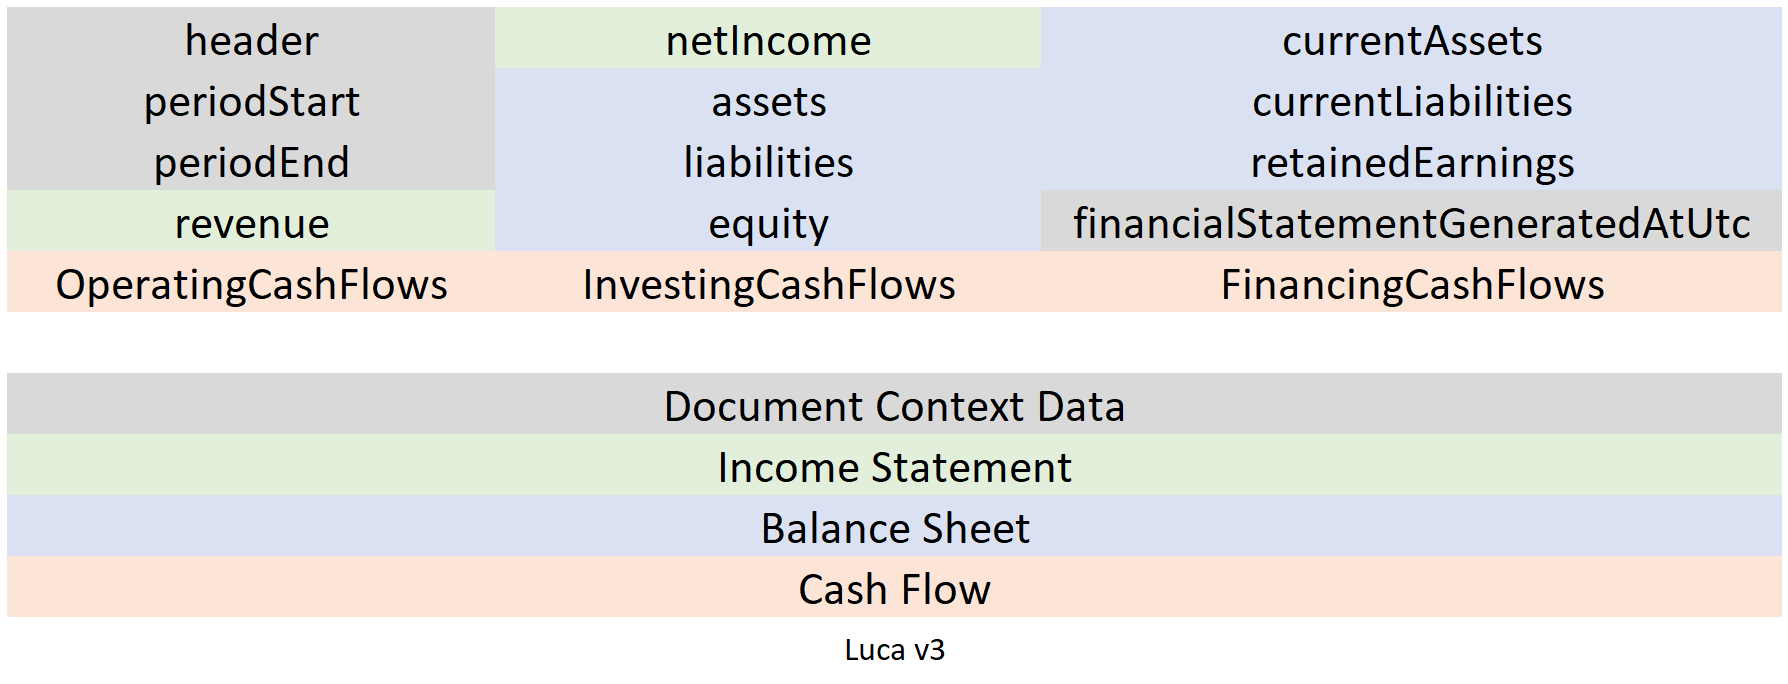 header netIncome currentAssets
periodStart assets currentLiabilities
periodEnd liabilities retainedEarnings
revenue equity financialStatementGeneratedAtUtc
OperatingCashFlows InvestingCashFlows FinancingCashFlows
Document Context Data
Income Statement
Balance Sheet
Cash Flow
Luca v3